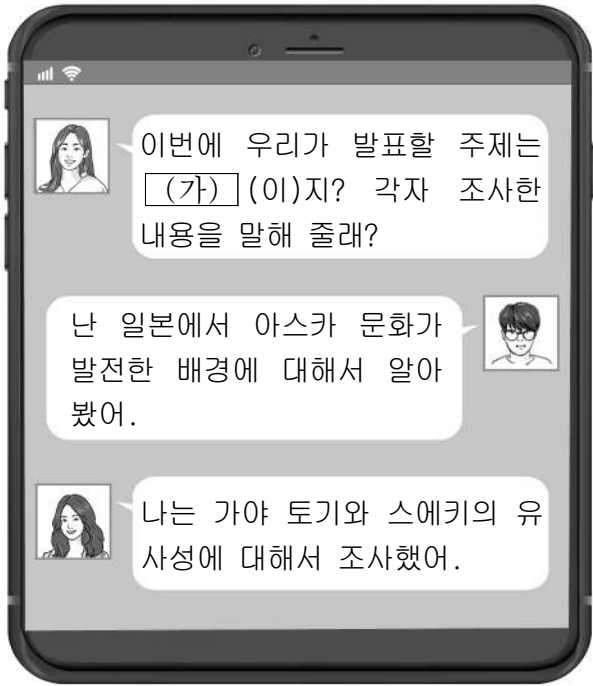 이번에 우리가 발표할 주제는
(가) (이)지? 각자 조사한
내용을 말해 줄래?
난 일본에서 아스카 문화가
발전한 배경에 대해서 알아
봤어.
나는 가야 토기와 스에키의 유
사성에 대해서 조사했어.